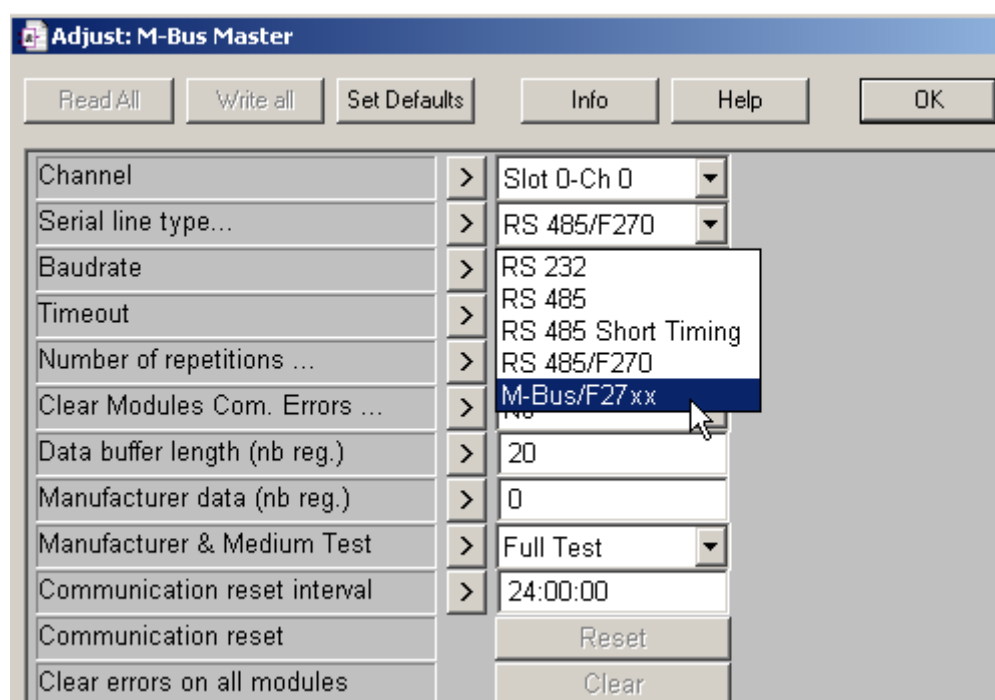 Adjust: M-Bus Master
Read All Write all Set Defaults Info Help OK
Channel > Slot 0-Ch 0
Serial line type... > RS 485/F270
Baudrate > RS 232
RS 485
Timeout > RS 485 Short Timing
Number of repetitions ... > RS 485/F270
Clear Modules Com. Errors ... > M-Bus/F27xx
Data buffer length (nb reg.) > 20
Manufacturer data (nb reg.) > 0
Manufacturer & Medium Test > Full Test
Communication reset interval > 24:00:00
Communication reset Reset
Clear errors on all modules Clear